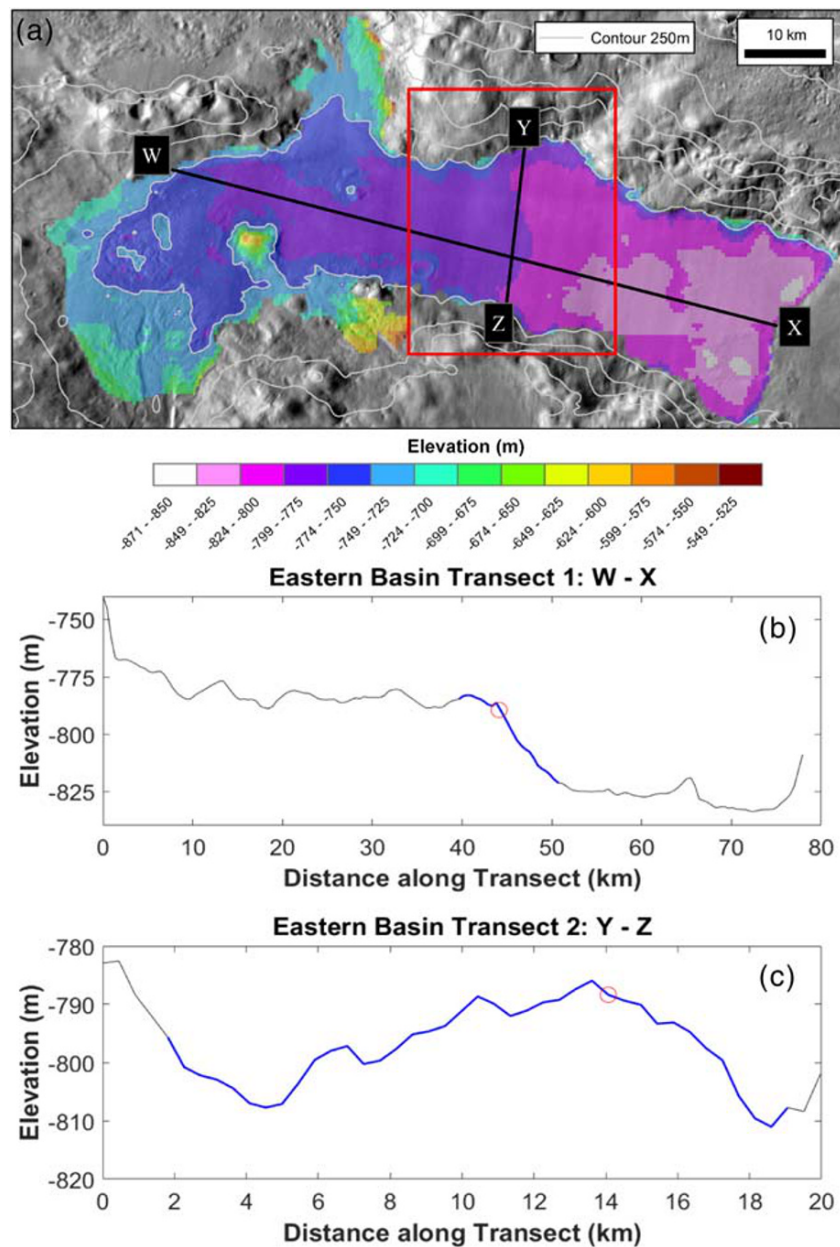 (a)
Contour 250m
10 km
W
Y
Z
X
Elevation (m)
-871 - -850
-849 - -825
-824 - -800
-799 - -775
-774 - -750
-749 - -725
-724 - -700
-699 - -675
-674 - -650
-649 - -625
-624 - -600
-599 - -575
-574 - -550
-549 - -525
Eastern Basin Transect 1: W - X
(b)
Elevation (m)
-750
-775
-800
-825
0 10 20 30 40 50 60 70 80
Distance along Transect (km)
Eastern Basin Transect 2: Y - Z
(c)
Elevation (m)
-780
-790
-800
-810
-820
0 2 4 6 8 10 12 14 16 18 20
Distance along Transect (km)